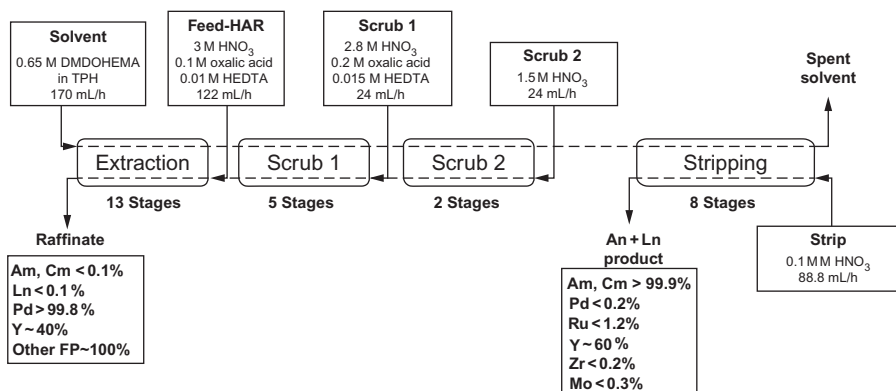 Solvent
0.65 M DMDOHEMA
in TPH
170 mL/h
Feed-HAR
3 M HNO₃
0.1 M oxalic acid
0.01 M HEDTA
122 mL/h
Scrub 1
2.8 M HNO₃
0.2 M oxalic acid
0.015 M HEDTA
24 mL/h
Scrub 2
1.5 M HNO₃
24 mL/h
Spent
solvent
Extraction
Scrub 1
Scrub 2
Stripping
13 Stages
5 Stages
2 Stages
8 Stages
Raffinate
Am, Cm < 0.1%
Ln < 0.1%
Pd > 99.8%
Y ~ 40%
Other FP~100%
An + Ln
product
Am, Cm > 99.9%
Pd < 0.2%
Ru < 1.2%
Y ~ 60%
Zr < 0.2%
Mo < 0.3%
Strip
0.1 MM HNO₃
88.8 mL/h